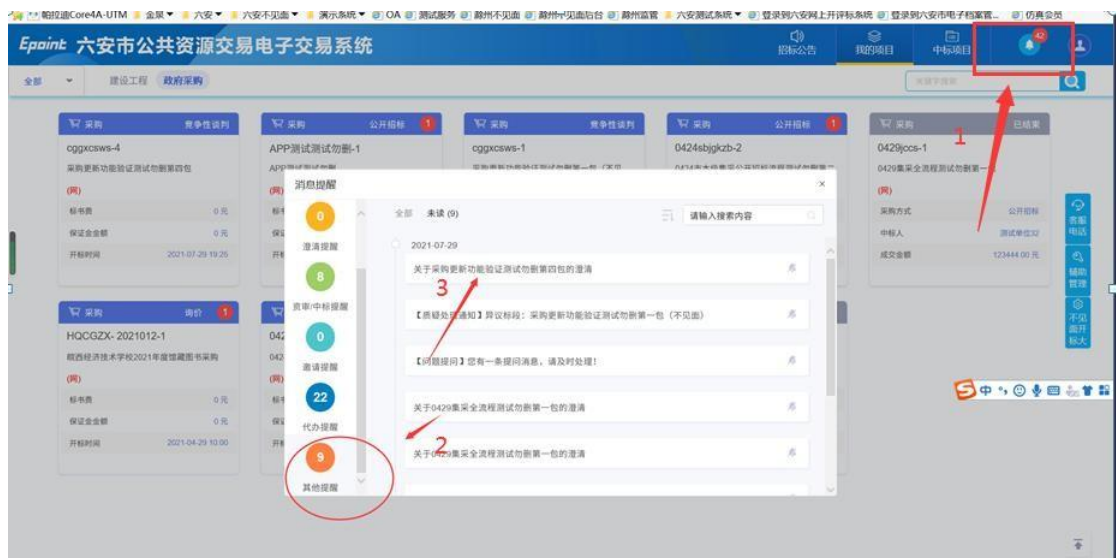 帕拉迪Core4A-UTM 金泉 六安 六安不见面 演示系统 OA 测试服务 滁州不见面 滁州不见面后台 滁州监管 六安测试系统 登录到六安网上开评标系统 登录到六安市电子档案管... 仿真会员
Epoint 六安市公共资源交易电子交易系统
招标公告 我的项目 中标项目 42
全部 建设工程 政府采购
采购 竞争性谈判
采购 公开招标 1
采购 竞争性谈判
采购 公开招标 1
采购 已结束
cggxcsws-4
APP测试测试勿删-1
cggxcsws-1
0424sbjgkzb-2
0429jccs-1
采购更新功能验证测试勿删第四包
APP测试测试勿删
0429集采全流程测试勿删第一包
(网)
(网)
(网)
标书费 0 元
保证金金额 0 元
开标时间 2021-07-29 19:25
采购方式 公开招标
中标人 测试单位32
成交金额 123444.00 元
1
消息提醒 ×
0
澄清提醒
8
资审/中标提醒
0
邀请提醒
22
代办提醒
9
其他提醒
全部 未读 (9) 请输入搜索内容
2021-07-29
关于采购更新功能验证测试勿删第四包的澄清
3
【质疑处理通知】异议标段：采购更新功能验证测试勿删第一包（不见面）
【问题提问】您有一条提问消息，请及时处理！
关于0429集采全流程测试勿删第一包的澄清
2
关于0429集采全流程测试勿删第一包的澄清
采购 询价 1
HQCGZX- 2021012-1
皖西经济技术学校2021年度馆藏图书采购
(网)
(网)
标书费 0 元
保证金金额 0 元
开标时间 2021-04-29 10:00
客服
电话
辅助
管理
不见
面开
标大
中